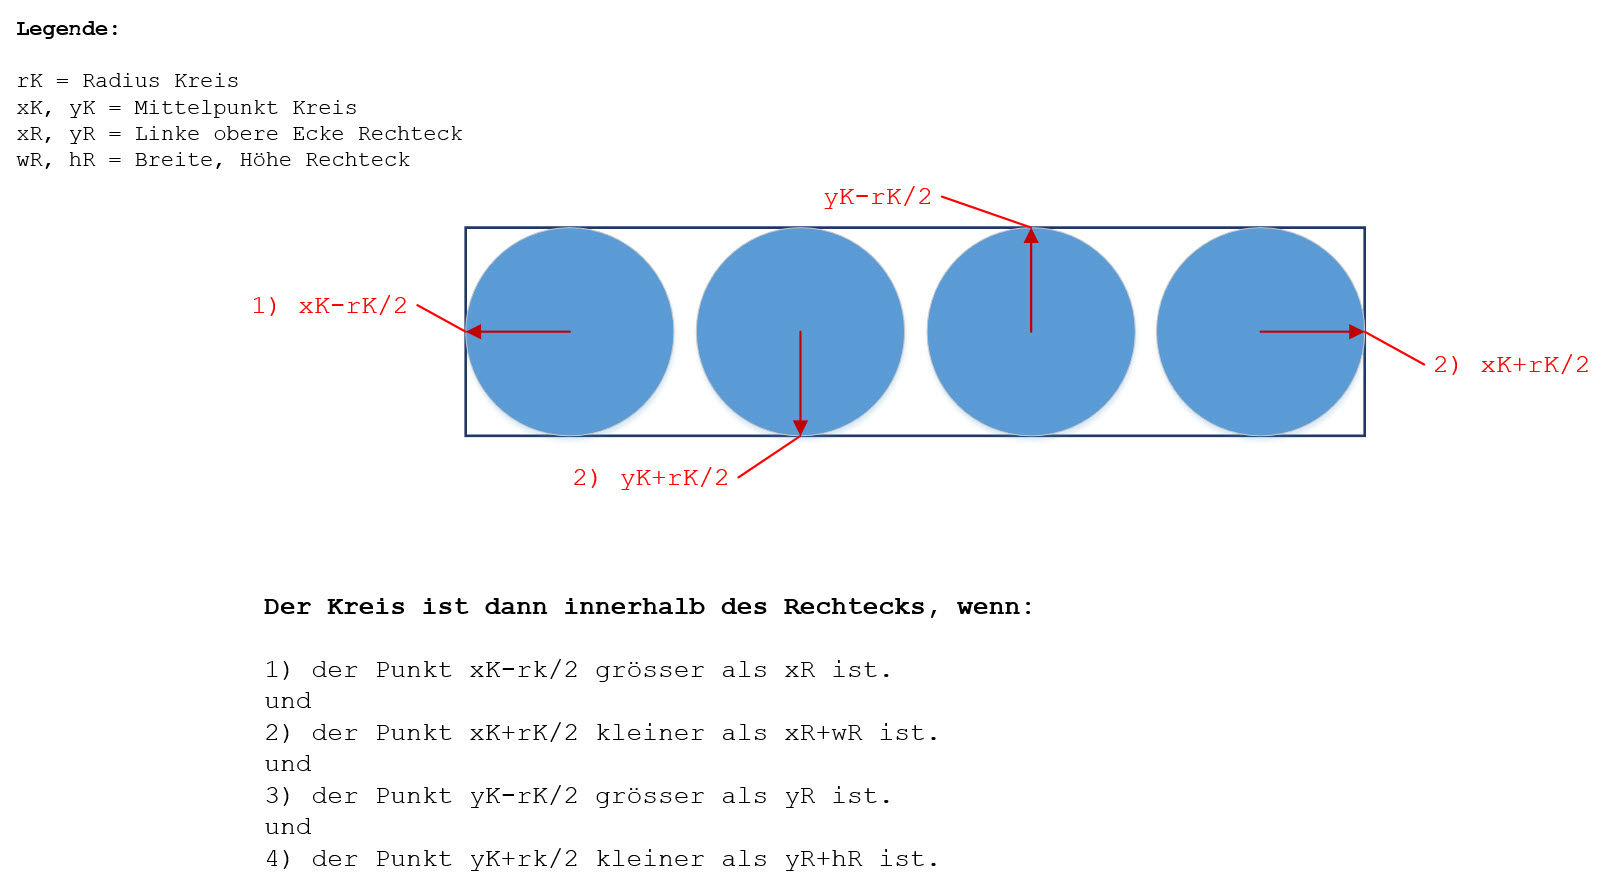 Legende:
rK = Radius Kreis
xK, yK = Mittelpunkt Kreis
xR, yR = Linke obere Ecke Rechteck
wR, hR = Breite, Höhe Rechteck
yK-rK/2
1) xK-rK/2
2) xK+rK/2
2) yK+rK/2
Der Kreis ist dann innerhalb des Rechtecks, wenn:
1) der Punkt xK-rk/2 grösser als xR ist.
und
2) der Punkt xK+rK/2 kleiner als xR+wR ist.
und
3) der Punkt yK-rK/2 grösser als yR ist.
und
4) der Punkt yK+rk/2 kleiner als yR+hR ist.